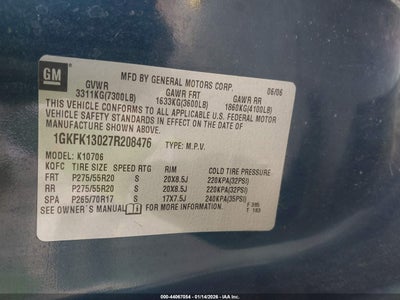 GM
MFD BY GENERAL MOTORS CORP. 06/06
GVWR GAWR FRT GAWR RR
3311KG(7300LB) 1633KG(3600LB) 1860KG(4100LB)
THIS VEHICLE CONFORMS TO ALL APPLICABLE U.S. FEDERAL MOTOR
VEHICLE SAFETY STANDARDS IN EFFECT ON THE DATE OF
MANUFACTURE SHOWN ABOVE.
1GKFK13027R208476 TYPE: M.P.V.
MODEL: K10706
KQFC TIRE SIZE SPEED RTG RIM COLD TIRE PRESSURE
FRT P275/55R20 S 20X8.5J 220KPA(32PSI)
RR P275/55R20 S 20X8.5J 220KPA(32PSI)
SPA P265/70R17 S 17X7.5J 240KPA(35PSI)
SEE OWNER'S MANUAL FOR MORE INFORMATION.
T 183
000-44067054 - 01/14/2026 - IAA Inc.